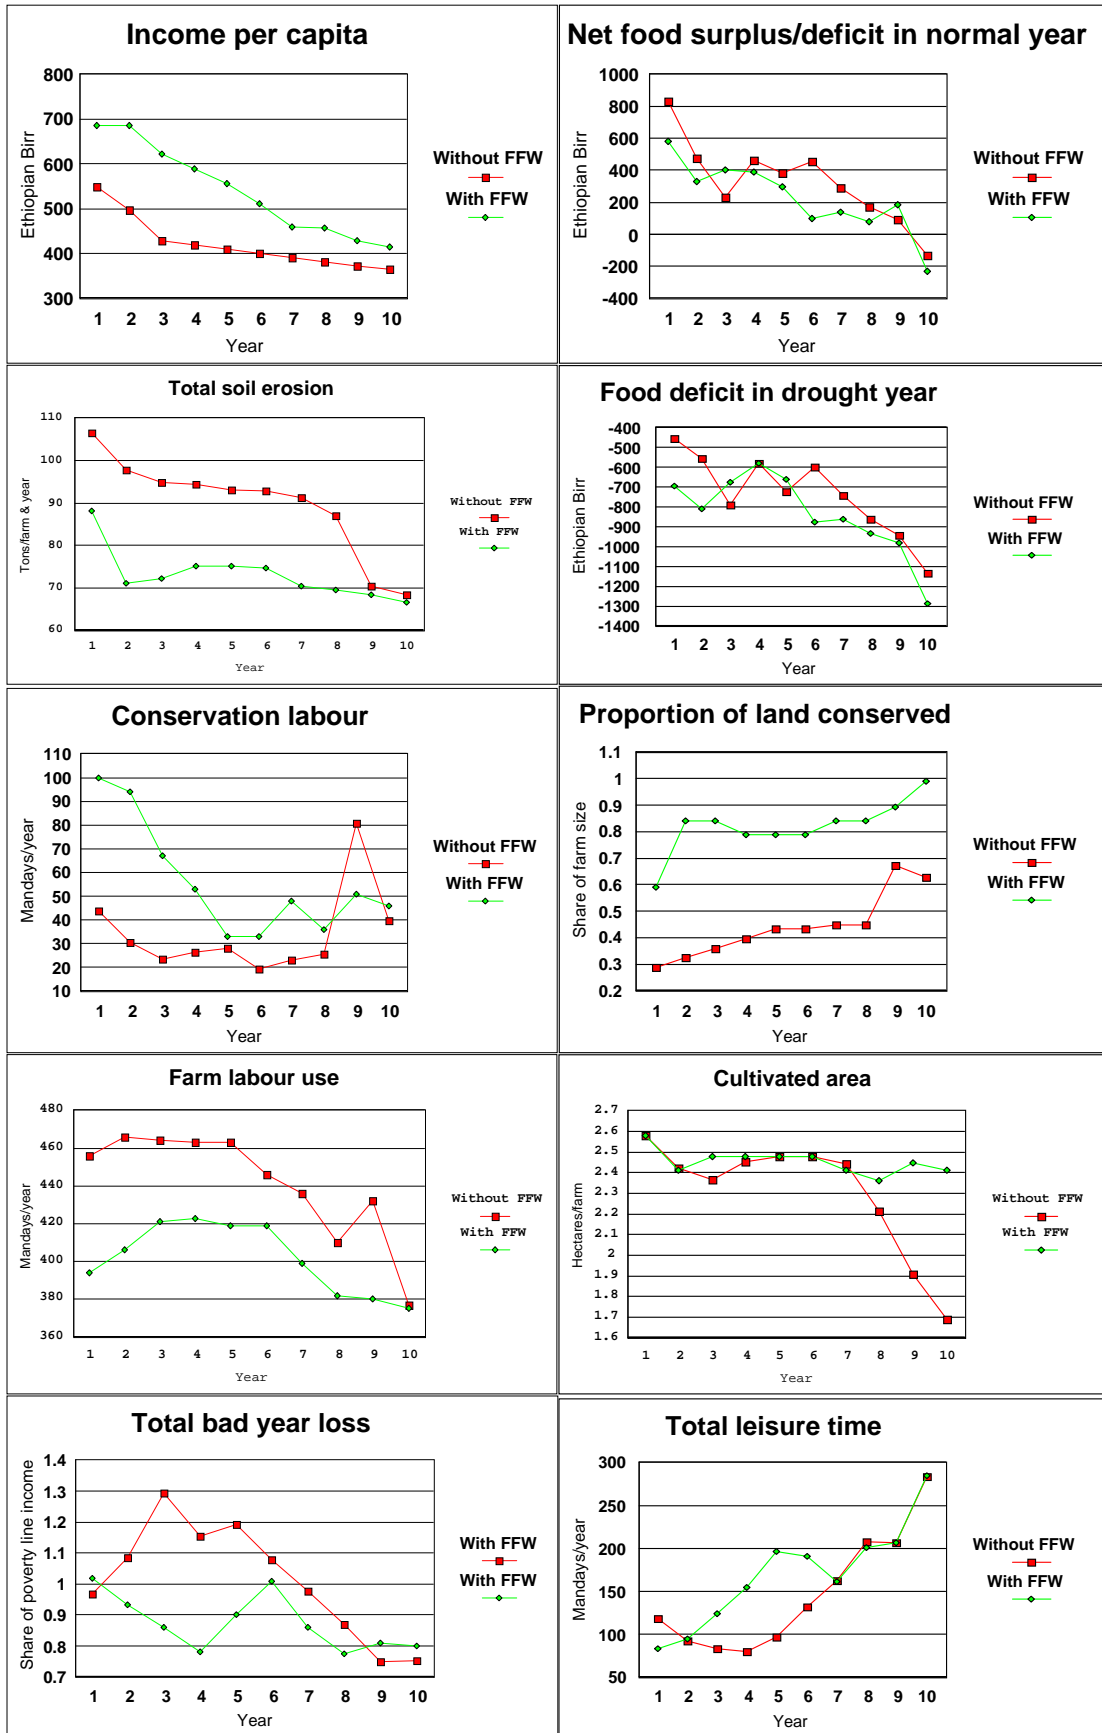 Income per capita
800
700
600
500
400
300
Ethiopian Birr
1 2 3 4 5 6 7 8 9 10
Year
Without FFW
With FFW
Net food surplus/deficit in normal year
1000
800
600
400
200
0
-200
-400
Ethiopian Birr
1 2 3 4 5 6 7 8 9 10
Year
Without FFW
With FFW
Total soil erosion
110
100
90
80
70
60
Tons/farm & year
1 2 3 4 5 6 7 8 9 10
Year
Without FFW
With FFW
Food deficit in drought year
-400
-500
-600
-700
-800
-900
-1000
-1100
-1200
-1300
-1400
Ethiopian Birr
1 2 3 4 5 6 7 8 9 10
Year
Without FFW
With FFW
Conservation labour
110
100
90
80
70
60
50
40
30
20
10
Mandays/year
1 2 3 4 5 6 7 8 9 10
Year
Without FFW
With FFW
Proportion of land conserved
1.1
1
0.9
0.8
0.7
0.6
0.5
0.4
0.3
0.2
Share of farm size
1 2 3 4 5 6 7 8 9 10
Year
Without FFW
With FFW
Farm labour use
480
460
440
420
400
380
360
Mandays/year
1 2 3 4 5 6 7 8 9 10
Year
Without FFW
With FFW
Cultivated area
2.7
2.6
2.5
2.4
2.3
2.2
2.1
2
1.9
1.8
1.7
1.6
Hectares/farm
1 2 3 4 5 6 7 8 9 10
Year
Without FFW
With FFW
Total bad year loss
1.4
1.3
1.2
1.1
1
0.9
0.8
0.7
Share of poverty line income
1 2 3 4 5 6 7 8 9 10
Year
With FFW
With FFW
Total leisure time
300
250
200
150
100
50
Mandays/year
1 2 3 4 5 6 7 8 9 10
Year
Without FFW
With FFW